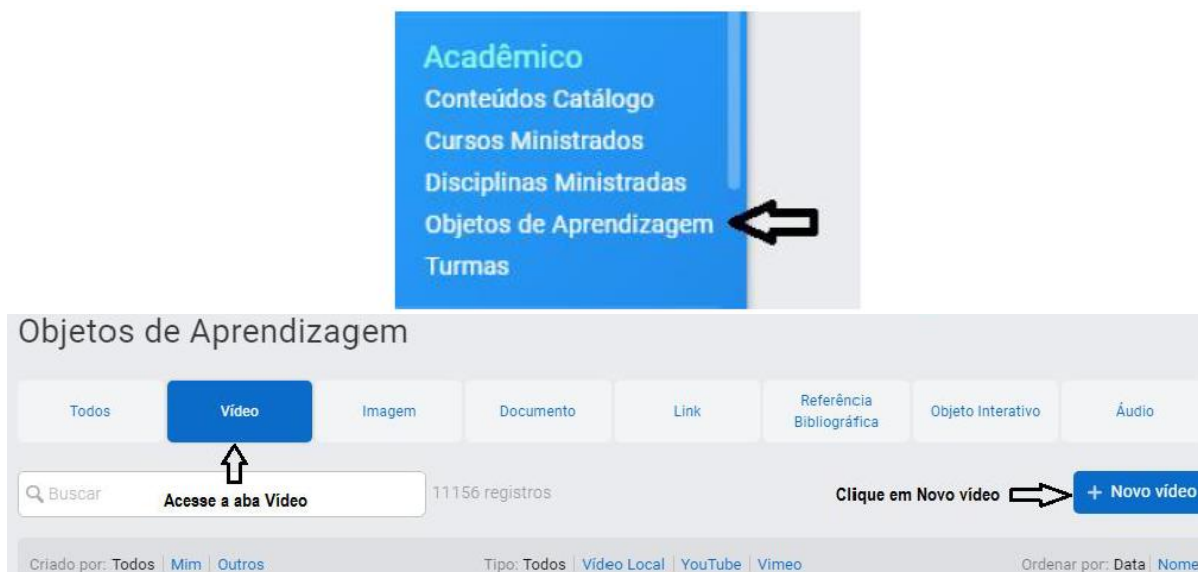 Acadêmico
Conteúdos Catálogo
Cursos Ministrados
Disciplinas Ministradas
Objetos de Aprendizagem
Turmas
Objetos de Aprendizagem
Todos
Vídeo
Imagem
Documento
Link
Referência
Bibliográfica
Objeto Interativo
Áudio
Buscar
Acesse a aba Vídeo
11156 registros
Clique em Novo vídeo
+ Novo vídeo
Criado por: Todos | Mim | Outros
Tipo: Todos | Vídeo Local | YouTube | Vimeo
Ordenar por: Data | Nome